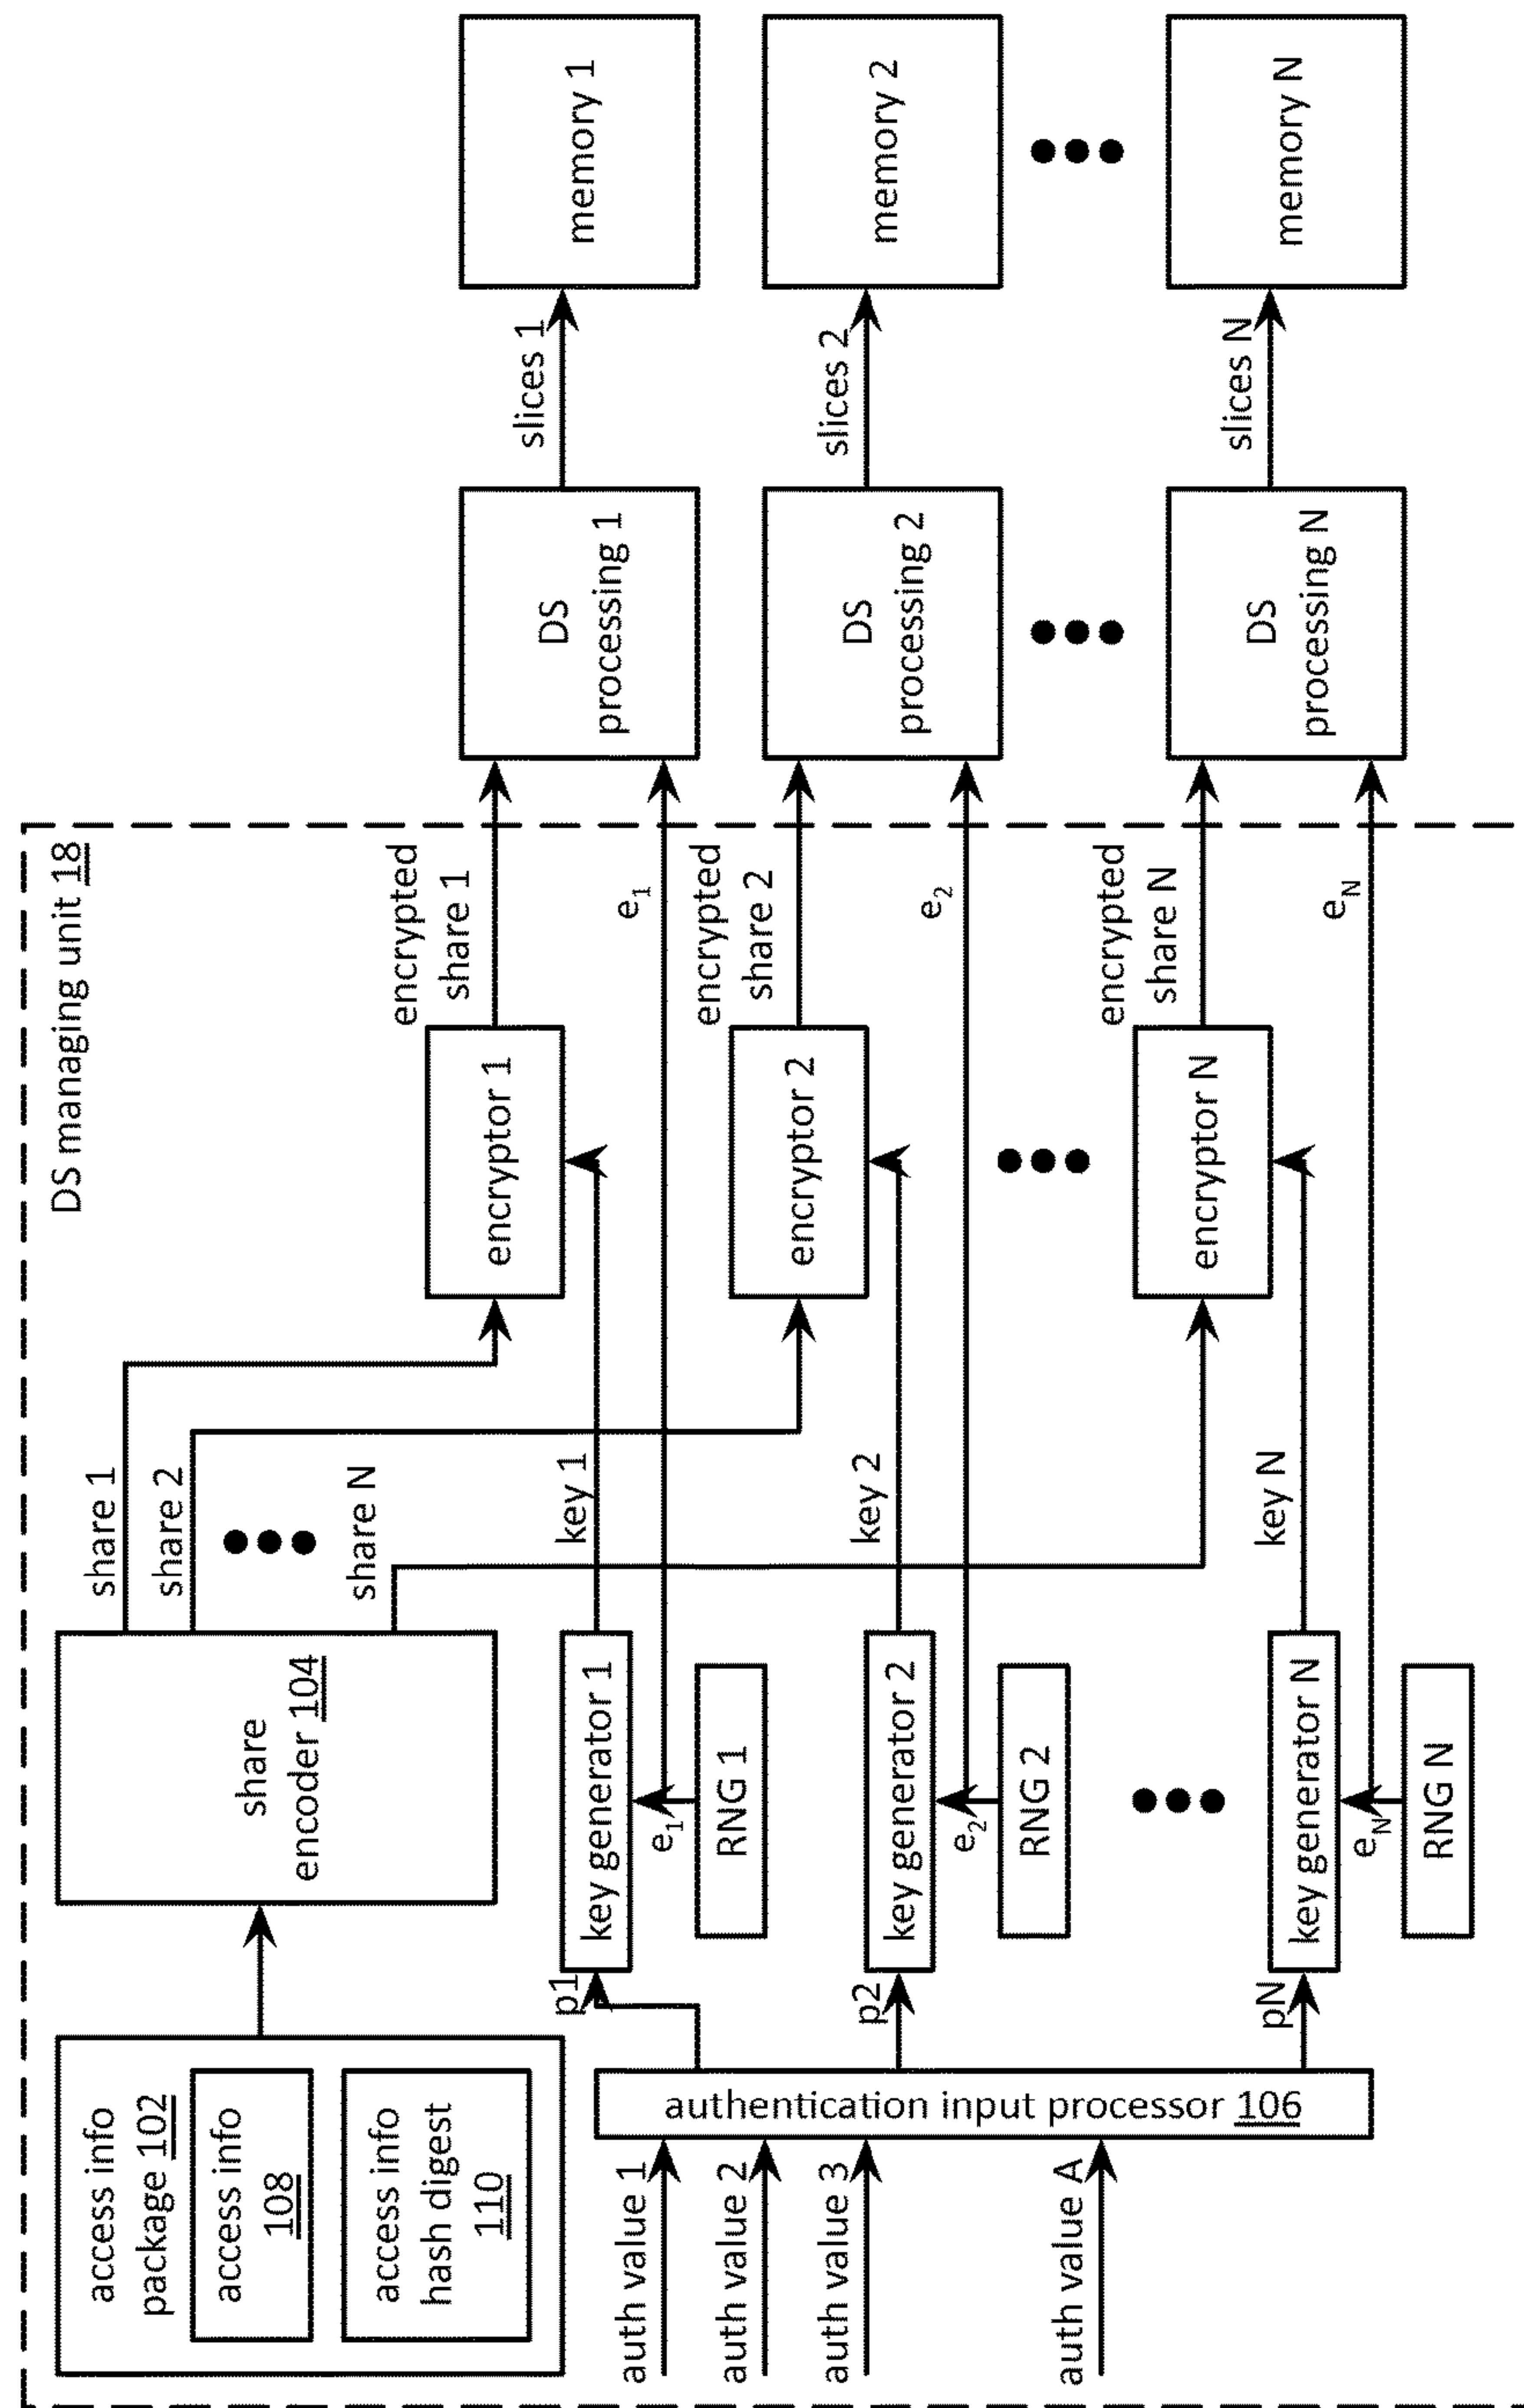 DS managing unit 18
access info
package 102
access info
108
access info
hash digest
110
share
encoder 104
share 1
share 2
share N
auth value 1
auth value 2
auth value 3
auth value A
authentication input processor 106
p1
key generator 1
e1
RNG 1
key 1
encryptor 1
encrypted
share 1
e1
DS
processing 1
slices 1
memory 1
p2
key generator 2
e2
RNG 2
key 2
encryptor 2
encrypted
share 2
e2
DS
processing 2
slices 2
memory 2
pN
key generator N
eN
RNG N
key N
encryptor N
encrypted
share N
eN
DS
processing N
slices N
memory N